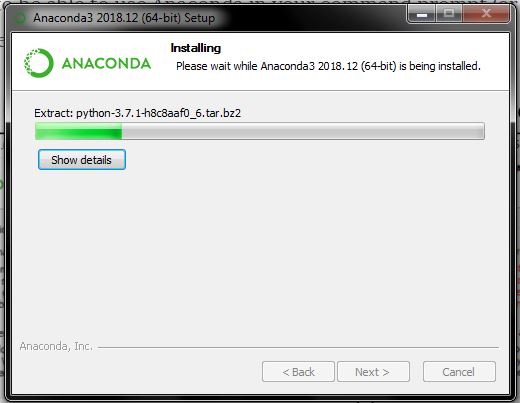 Anaconda3 2018.12 (64-bit) Setup
Installing
Please wait while Anaconda3 2018.12 (64-bit) is being installed.
ANACONDA
Extract: python-3.7.1-h8c8aaf0_6.tar.bz2
Show details
Anaconda, Inc.
< Back
Next >
Cancel